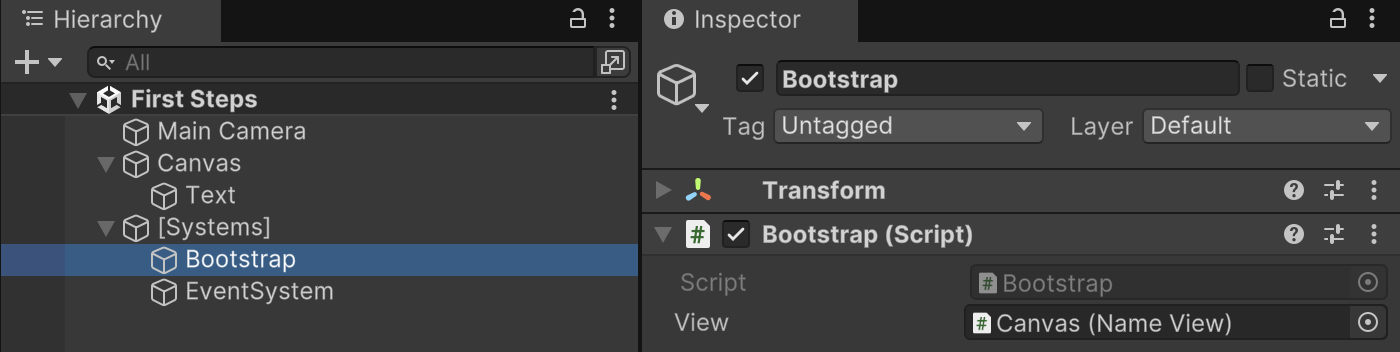 Hierarchy
All
First Steps
Main Camera
Canvas
Text
[Systems]
Bootstrap
EventSystem
Inspector
Bootstrap
Static
Tag
Untagged
Layer
Default
Transform
# Bootstrap (Script)
Script
# Bootstrap
View
# Canvas (Name View)